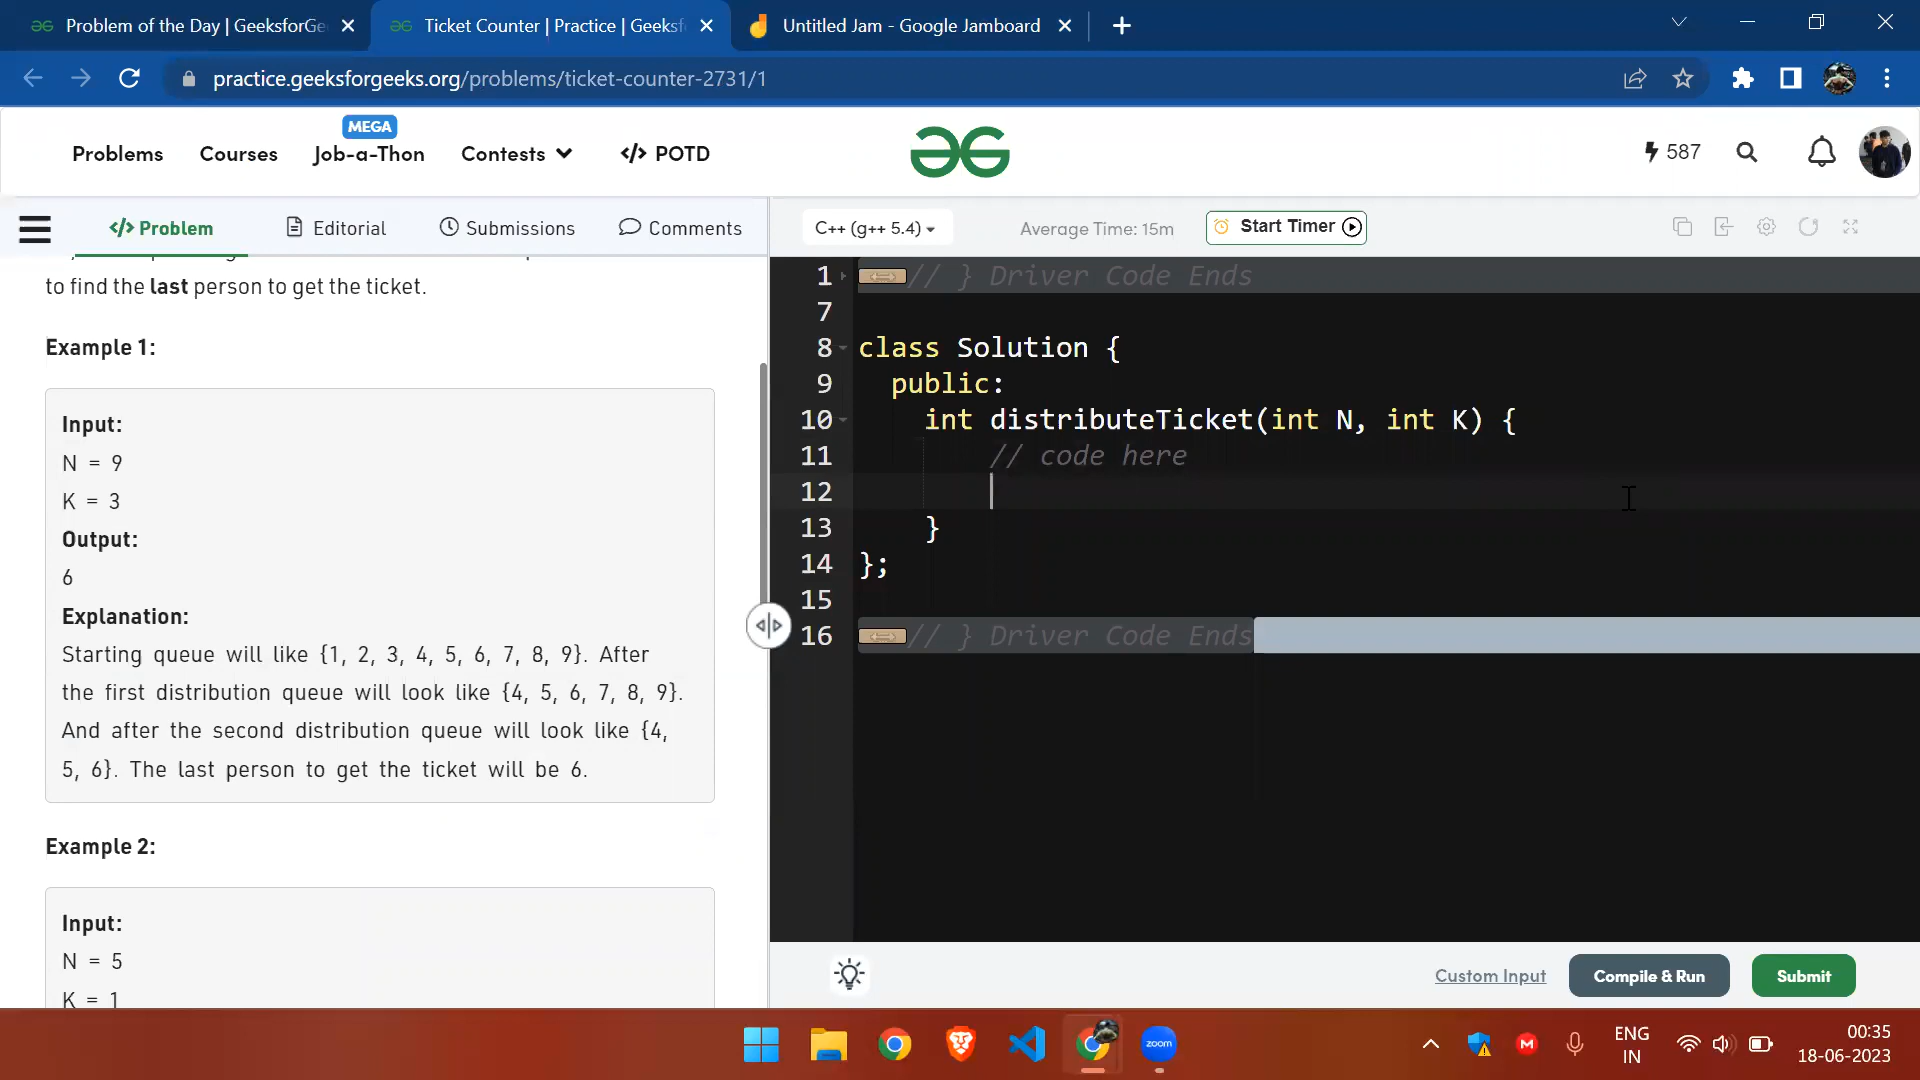 Problem of the Day | GeeksforGe
Ticket Counter | Practice | Geeksf
Untitled Jam - Google Jamboard
practice.geeksforgeeks.org/problems/ticket-counter-2731/1
MEGA
Problems
Courses
Job-a-Thon
Contests
</> POTD
587
</> Problem
Editorial
Submissions
Comments
C++ (g++ 5.4)
Average Time: 15m
Start Timer
to find the last person to get the ticket.
Example 1:
Input:
N = 9
K = 3
Output:
6
Explanation:
Starting queue will like {1, 2, 3, 4, 5, 6, 7, 8, 9}. After
the first distribution queue will look like {4, 5, 6, 7, 8, 9}.
And after the second distribution queue will look like {4,
5, 6}. The last person to get the ticket will be 6.
Example 2:
Input:
N = 5
K = 1
1 // } Driver Code Ends
7
8 class Solution {
9 public:
10 int distributeTicket(int N, int K) {
11 // code here
12
13 }
14 };
15
16 // } Driver Code Ends
Custom Input
Compile & Run
Submit
zoom
M
ENG
IN
00:35
18-06-2023